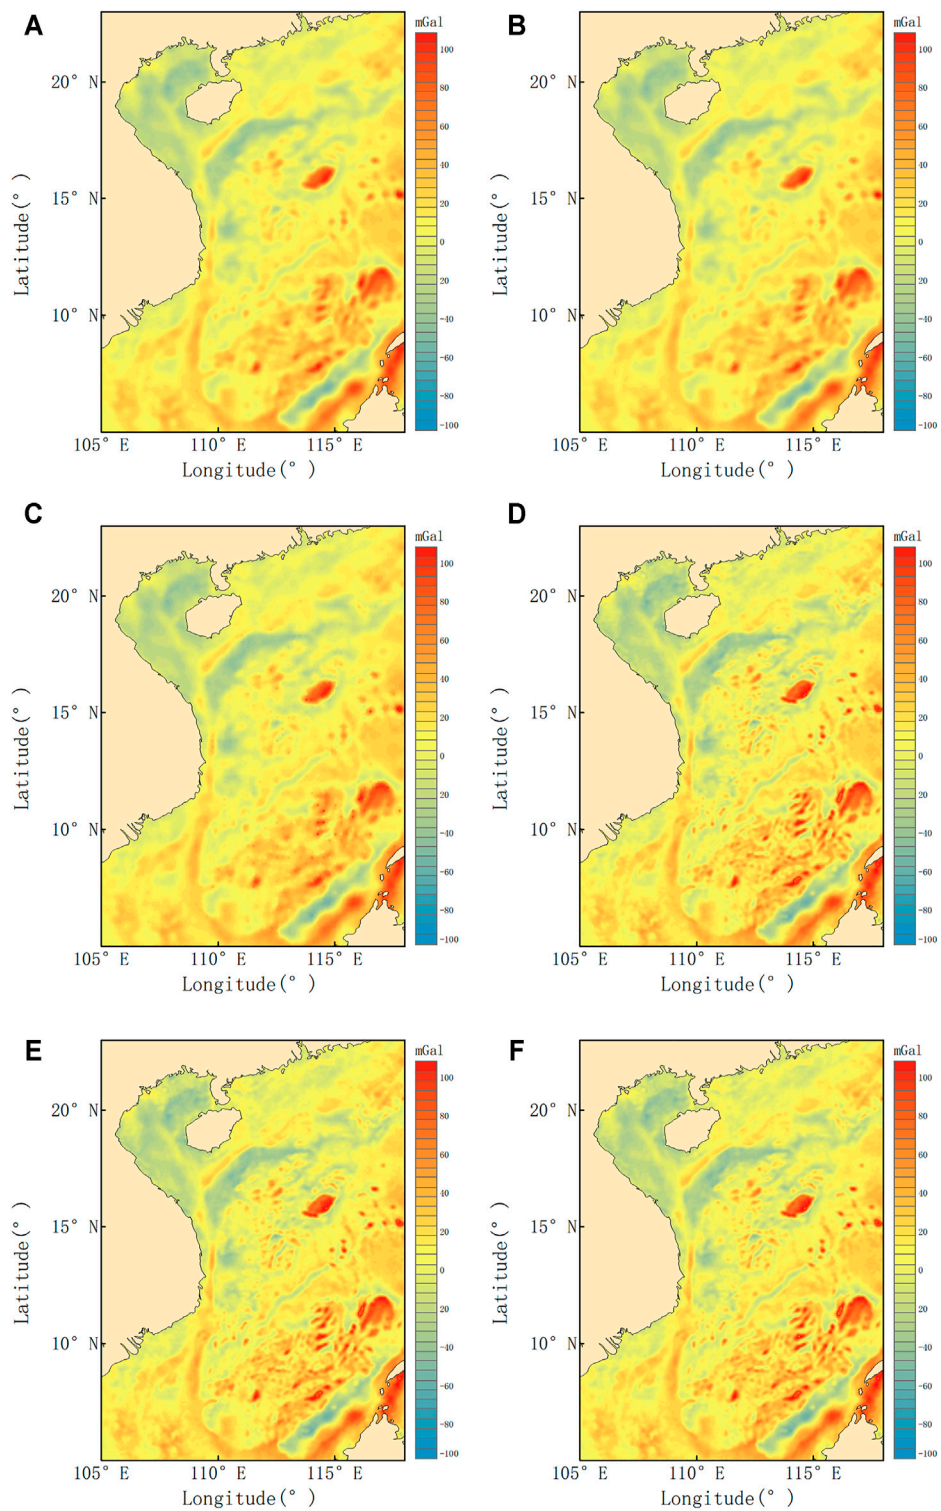 A
mGal
100
80
60
40
20
0
-20
-40
-60
-80
-100
20° N
15° N
10° N
Latitude(° )
105° E 110° E 115° E
Longitude(° )
B
mGal
100
80
60
40
20
0
-20
-40
-60
-80
-100
20° N
15° N
10° N
Latitude(° )
105° E 110° E 115° E
Longitude(° )
C
mGal
100
80
60
40
20
0
-20
-40
-60
-80
-100
20° N
15° N
10° N
Latitude(° )
105° E 110° E 115° E
Longitude(° )
D
mGal
100
80
60
40
20
0
-20
-40
-60
-80
-100
20° N
15° N
10° N
Latitude(° )
105° E 110° E 115° E
Longitude(° )
E
mGal
100
80
60
40
20
0
-20
-40
-60
-80
-100
20° N
15° N
10° N
Latitude(° )
105° E 110° E 115° E
Longitude(° )
F
mGal
100
80
60
40
20
0
-20
-40
-60
-80
-100
20° N
15° N
10° N
Latitude(° )
105° E 110° E 115° E
Longitude(° )